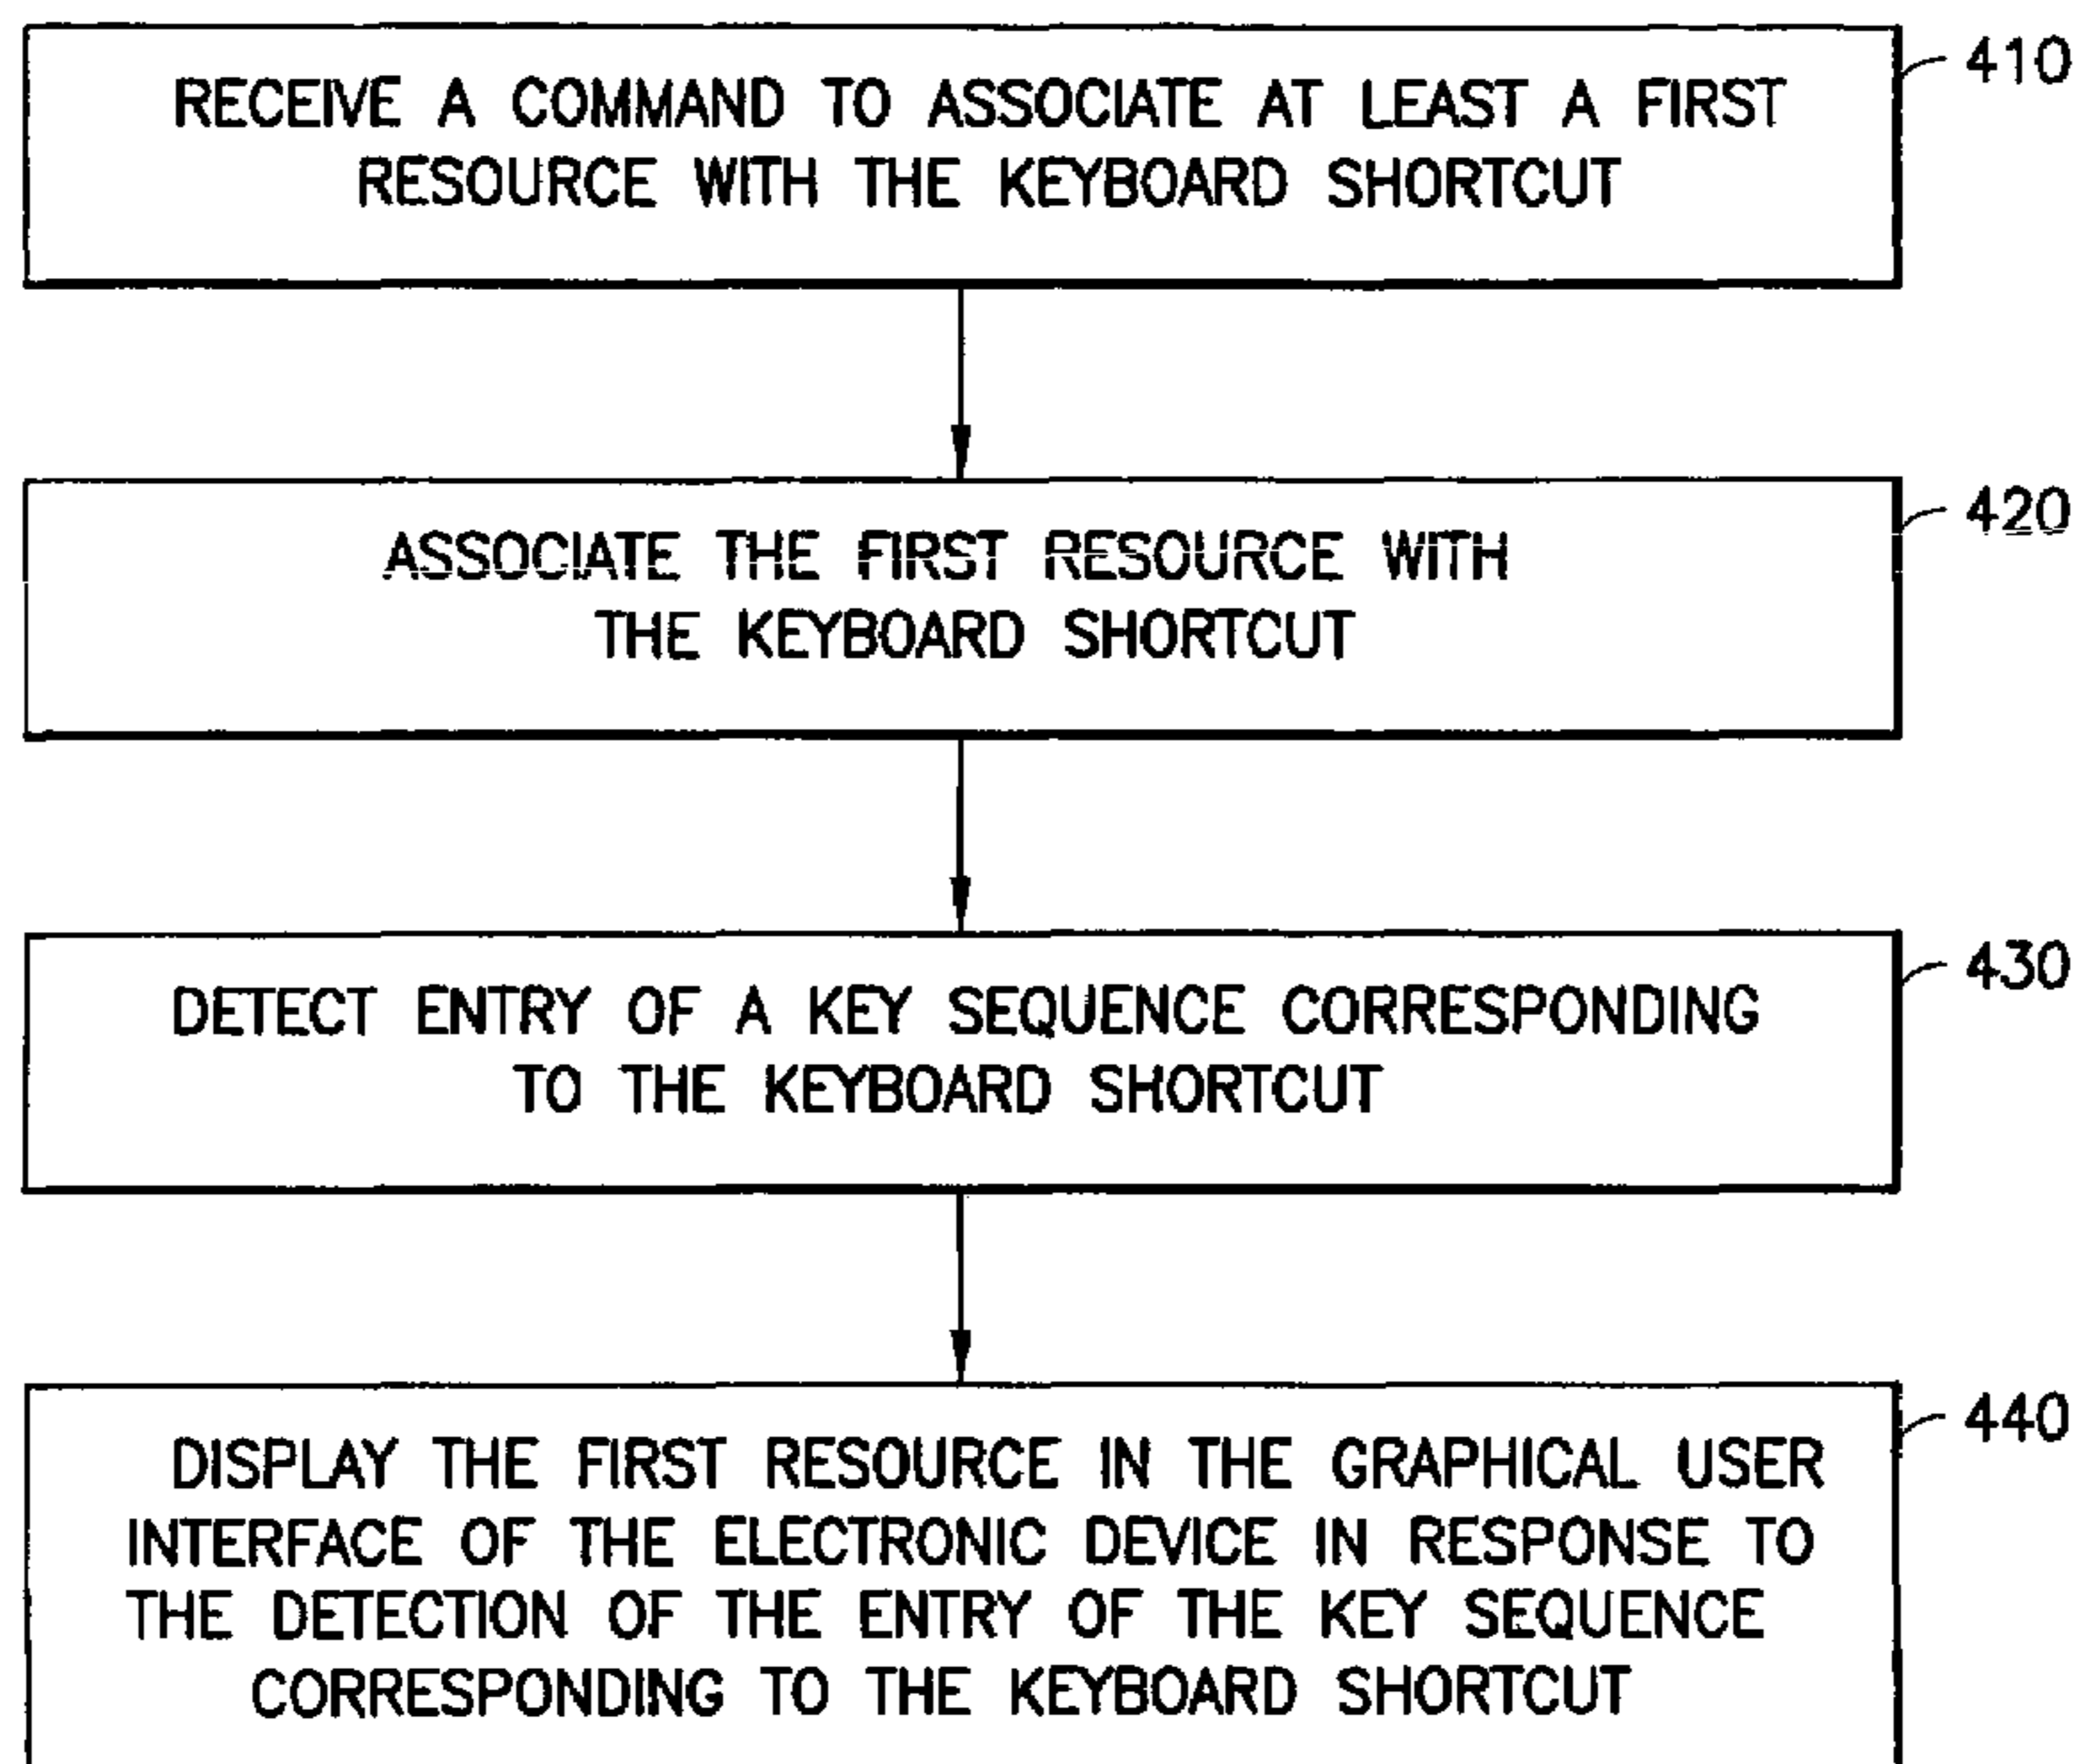 410
RECEIVE A COMMAND TO ASSOCIATE AT LEAST A FIRST
RESOURCE WITH THE KEYBOARD SHORTCUT
420
ASSOCIATE THE FIRST RESOURCE WITH
THE KEYBOARD SHORTCUT
430
DETECT ENTRY OF A KEY SEQUENCE CORRESPONDING
TO THE KEYBOARD SHORTCUT
440
DISPLAY THE FIRST RESOURCE IN THE GRAPHICAL USER
INTERFACE OF THE ELECTRONIC DEVICE IN RESPONSE TO
THE DETECTION OF THE ENTRY OF THE KEY SEQUENCE
CORRESPONDING TO THE KEYBOARD SHORTCUT